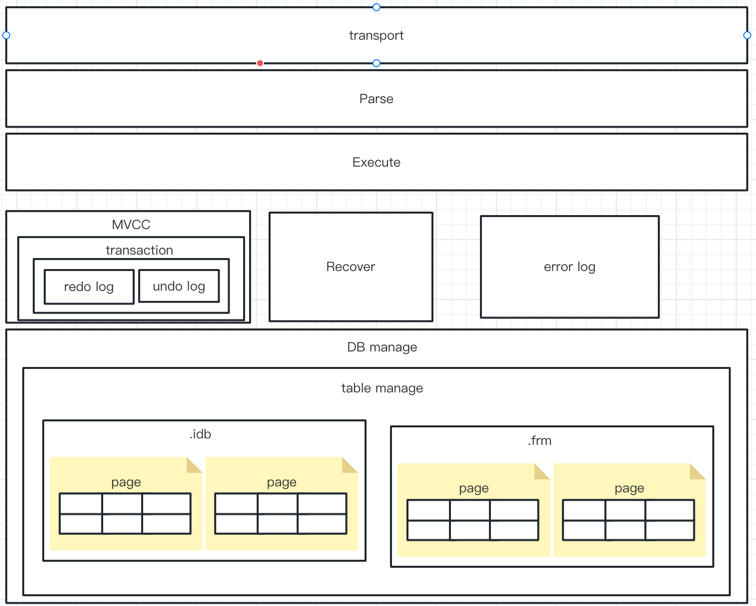 transport
Parse
Execute
MVCC
transaction
redo log
undo log
Recover
error log
DB manage
table manage
.idb
page
page
.frm
page
page